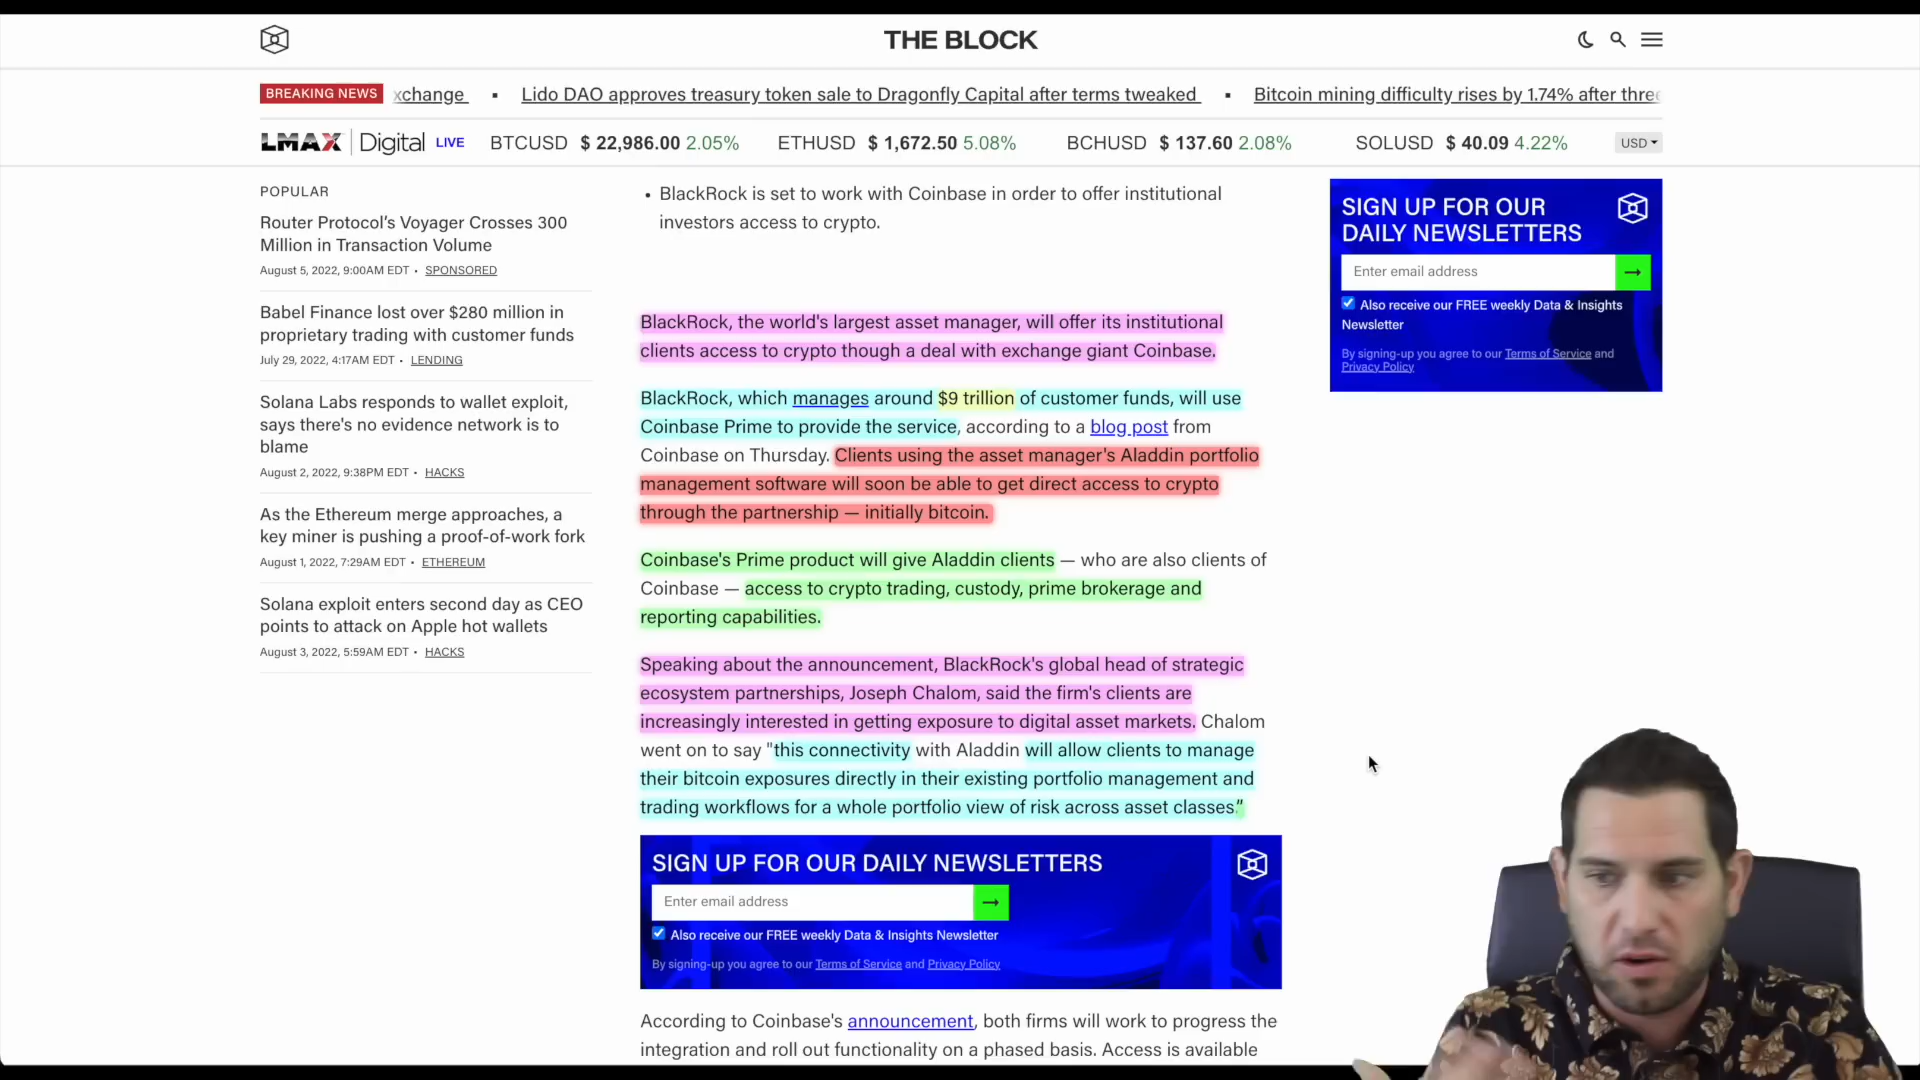 THE BLOCK
BREAKING NEWS xchange ▪ Lido DAO approves treasury token sale to Dragonfly Capital after terms tweaked ▪ Bitcoin mining difficulty rises by 1.74% after three
LMAX Digital LIVE BTCUSD $ 22,986.00 2.05% ETHUSD $ 1,672.50 5.08% BCHUSD $ 137.60 2.08% SOLUSD $ 40.09 4.22% USD
POPULAR
Router Protocol's Voyager Crosses 300
Million in Transaction Volume
August 5, 2022, 9:00AM EDT • SPONSORED
Babel Finance lost over $280 million in
proprietary trading with customer funds
July 29, 2022, 4:17AM EDT • LENDING
Solana Labs responds to wallet exploit,
says there's no evidence network is to
blame
August 2, 2022, 9:38PM EDT • HACKS
As the Ethereum merge approaches, a
key miner is pushing a proof-of-work fork
August 1, 2022, 7:29AM EDT • ETHEREUM
Solana exploit enters second day as CEO
points to attack on Apple hot wallets
August 3, 2022, 5:59AM EDT • HACKS
• BlackRock is set to work with Coinbase in order to offer institutional
investors access to crypto.
BlackRock, the world's largest asset manager, will offer its institutional
clients access to crypto though a deal with exchange giant Coinbase.
BlackRock, which manages around $9 trillion of customer funds, will use
Coinbase Prime to provide the service, according to a blog post from
Coinbase on Thursday. Clients using the asset manager's Aladdin portfolio
management software will soon be able to get direct access to crypto
through the partnership — initially bitcoin.
Coinbase's Prime product will give Aladdin clients — who are also clients of
Coinbase — access to crypto trading, custody, prime brokerage and
reporting capabilities.
Speaking about the announcement, BlackRock's global head of strategic
ecosystem partnerships, Joseph Chalom, said the firm's clients are
increasingly interested in getting exposure to digital asset markets. Chalom
went on to say "this connectivity with Aladdin will allow clients to manage
their bitcoin exposures directly in their existing portfolio management and
trading workflows for a whole portfolio view of risk across asset classes.”
SIGN UP FOR OUR DAILY NEWSLETTERS
Enter email address →
Also receive our FREE weekly Data & Insights Newsletter
By signing-up you agree to our Terms of Service and Privacy Policy
According to Coinbase's announcement, both firms will work to progress the
integration and roll out functionality on a phased basis. Access is available
SIGN UP FOR OUR
DAILY NEWSLETTERS
Enter email address →
Also receive our FREE weekly Data & Insights
Newsletter
By signing-up you agree to our Terms of Service and
Privacy Policy